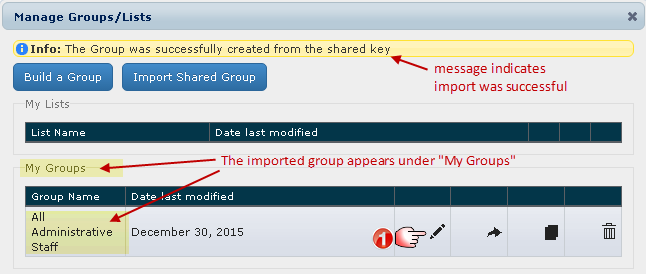 Manage Groups/Lists
Info: The Group was successfully created from the shared key
Build a Group
Import Shared Group
message indicates
import was successful
My Lists
List Name
Date last modified
My Groups
The imported group appears under "My Groups"
Group Name
Date last modified
All
Administrative
Staff
December 30, 2015
1